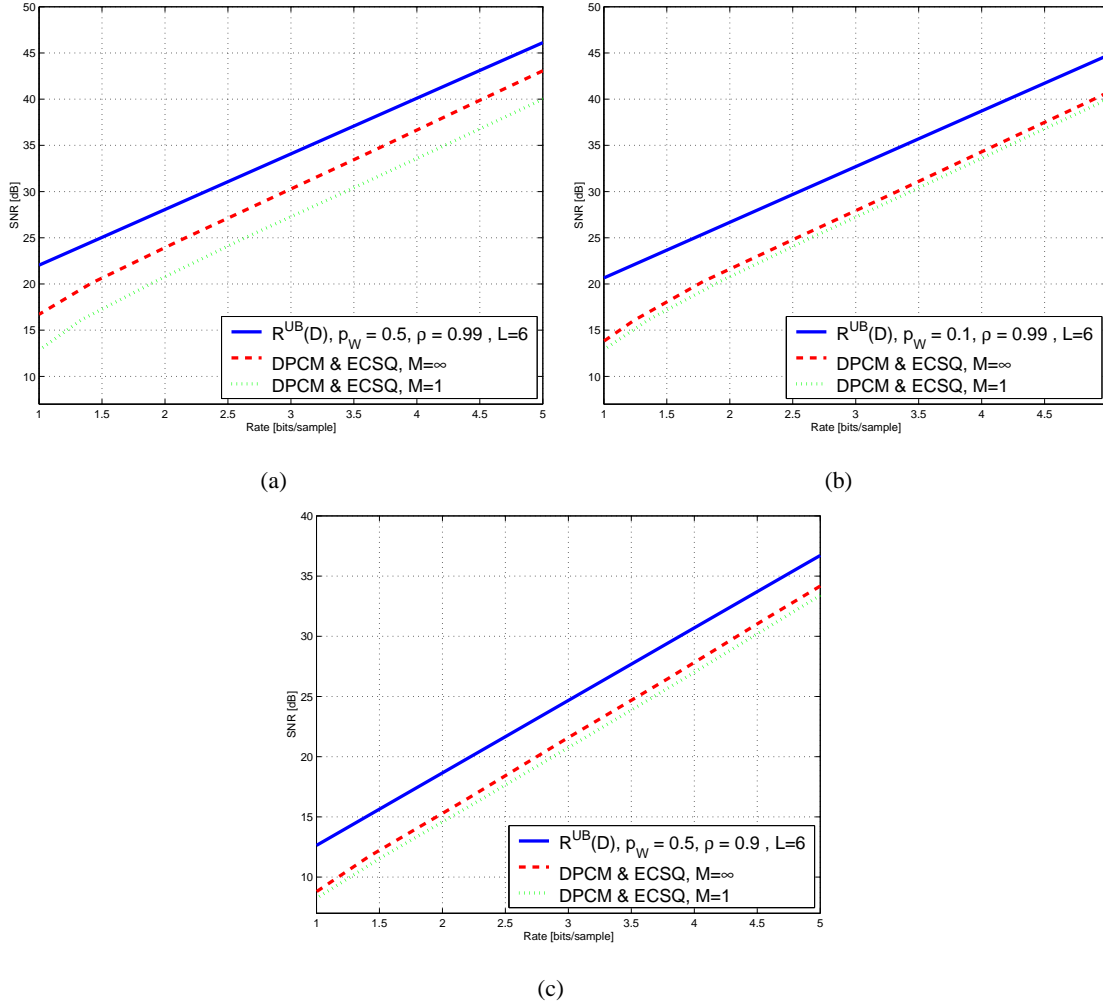 50
45
40
35
30
25
20
15
10
SNR [dB]
R^UB(D), p_W = 0.5, ρ = 0.99 , L=6
DPCM & ECSQ, M=∞
DPCM & ECSQ, M=1
1 1.5 2 2.5 3 3.5 4 4.5 5
Rate [bits/sample]
(a)
50
45
40
35
30
25
20
15
10
SNR [dB]
R^UB(D), p_W = 0.1, ρ = 0.99 , L=6
DPCM & ECSQ, M=∞
DPCM & ECSQ, M=1
1 1.5 2 2.5 3 3.5 4 4.5
Rate [bits/sample]
(b)
40
35
30
25
20
15
10
SNR [dB]
R^UB(D), p_W = 0.5, ρ = 0.9 , L=6
DPCM & ECSQ, M=∞
DPCM & ECSQ, M=1
1 1.5 2 2.5 3 3.5 4 4.5 5
Rate [bits/sample]
(c)